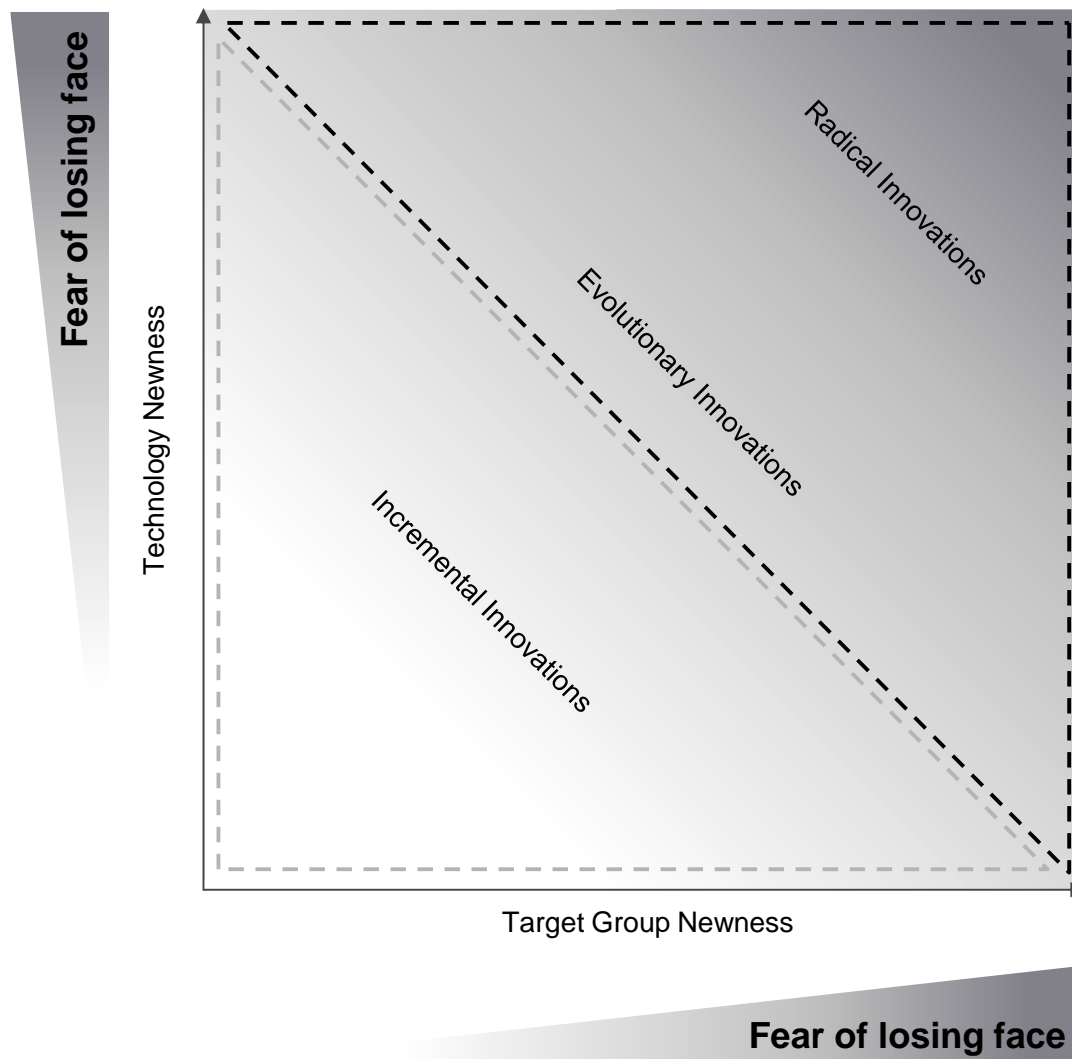 Fear of losing face
Technology Newness
Radical Innovations
Evolutionary Innovations
Incremental Innovations
Target Group Newness
Fear of losing face